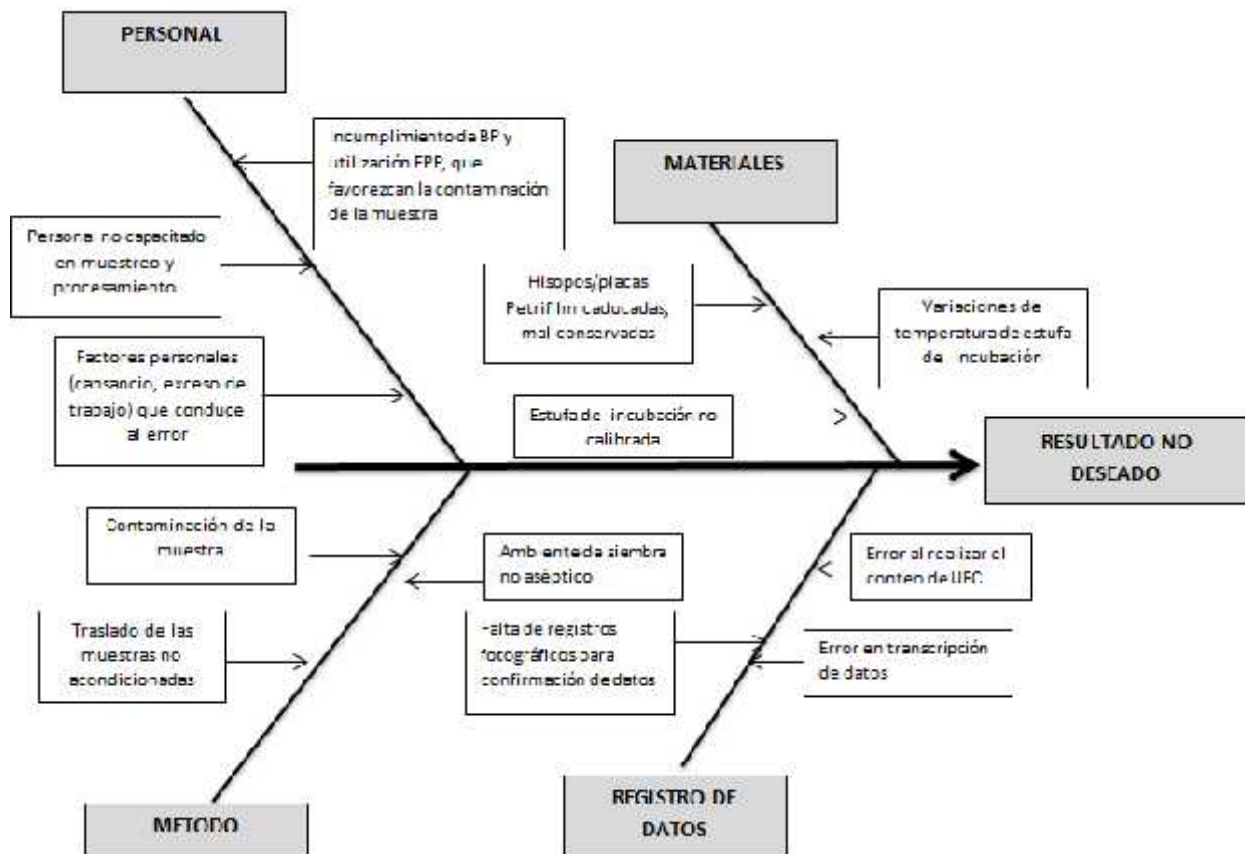 PERSONAL
Incumplimiento de BP y
utilización EPP, que
favorezcan la contaminación
de la muestra
MATERIALES
Personal no capacitado
en muestreo y
procesamiento
Hisopos/placas
Petrifilm caducadas,
mal conservadas
Variaciones de
temperatura de estufa
de incubación
Factores personales
(cansancio, exceso de
trabajo) que conduce
al error
Estufa de incubación no
calibrada
RESULTADO NO
DESEADO
Contaminación de la
muestra
Ambiente de siembra
no aséptico
Error al realizar el
conteo de UFC
Traslado de las
muestras no
acondicionadas
Falta de registros
fotográficos para
confirmación de datos
Error en transcripción
de datos
METODO
REGISTRO DE
DATOS